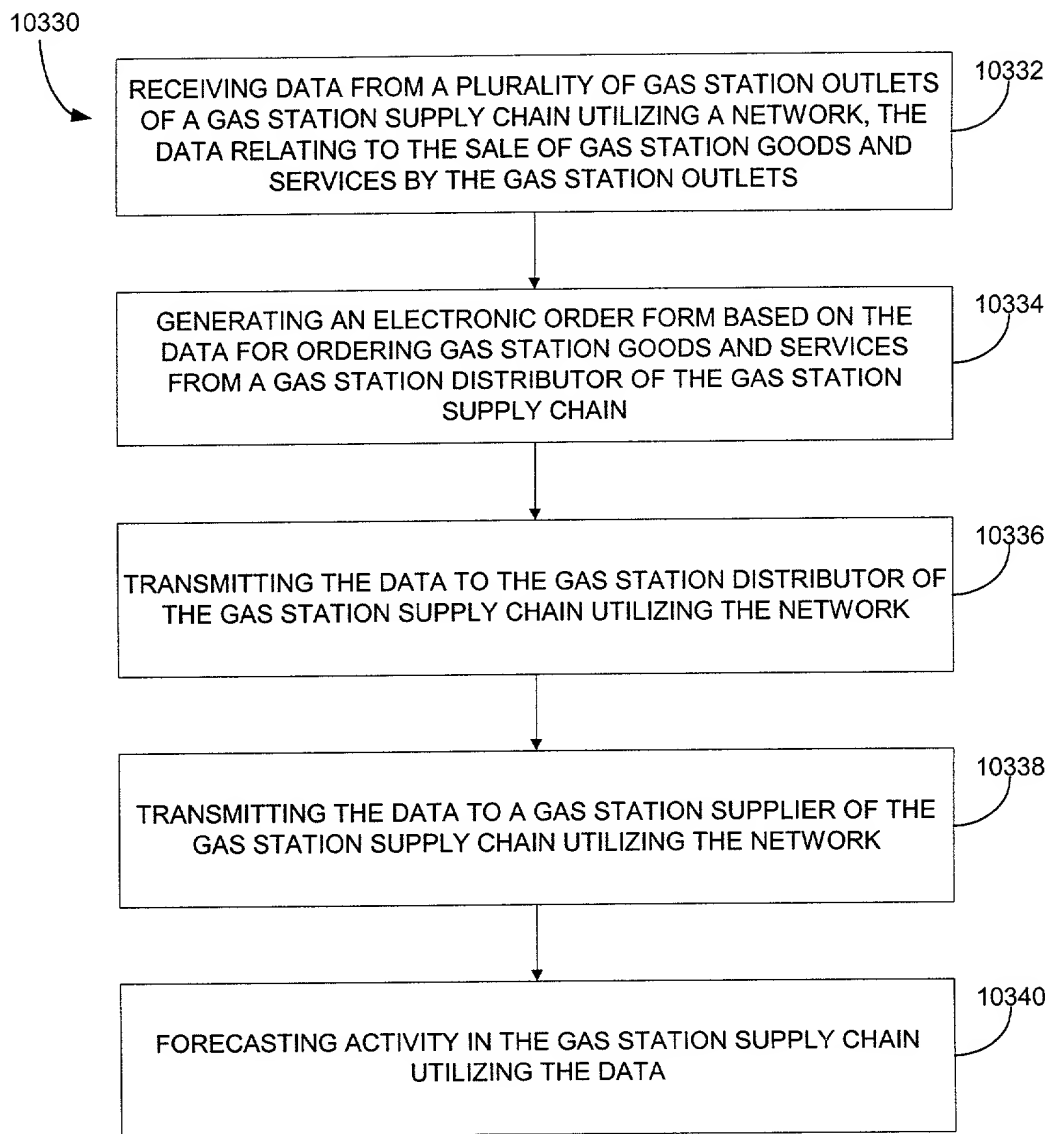 10330
RECEIVING DATA FROM A PLURALITY OF GAS STATION OUTLETS
OF A GAS STATION SUPPLY CHAIN UTILIZING A NETWORK, THE
DATA RELATING TO THE SALE OF GAS STATION GOODS AND
SERVICES BY THE GAS STATION OUTLETS
10332
GENERATING AN ELECTRONIC ORDER FORM BASED ON THE
DATA FOR ORDERING GAS STATION GOODS AND SERVICES
FROM A GAS STATION DISTRIBUTOR OF THE GAS STATION
SUPPLY CHAIN
10334
TRANSMITTING THE DATA TO THE GAS STATION DISTRIBUTOR OF
THE GAS STATION SUPPLY CHAIN UTILIZING THE NETWORK
10336
TRANSMITTING THE DATA TO A GAS STATION SUPPLIER OF THE
GAS STATION SUPPLY CHAIN UTILIZING THE NETWORK
10338
FORECASTING ACTIVITY IN THE GAS STATION SUPPLY CHAIN
UTILIZING THE DATA
10340